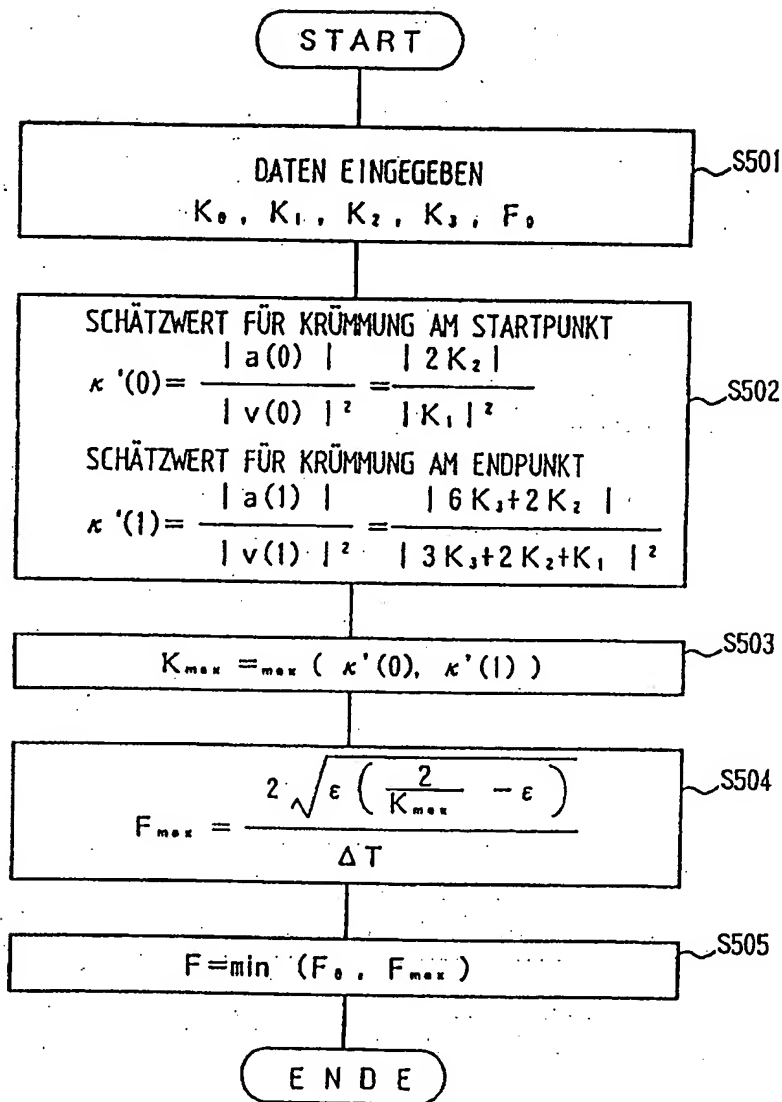 START
DATEN EINGEGEBEN
K₀, K₁, K₂, K₃, F₀
S501
SCHÄTZWERT FÜR KRÜMMUNG AM STARTPUNKT
κ'(0) = | a(0) | / | v(0) |² = | 2K₂ | / | K₁ |²
S502
SCHÄTZWERT FÜR KRÜMMUNG AM ENDPUNKT
κ'(1) = | a(1) | / | v(1) |² = | 6K₃+2K₂ | / | 3K₃+2K₂+K₁ |²
Kmax = max ( κ'(0), κ'(1) )
S503
Fmax = 2 √( ε ( 2 / Kmax - ε ) ) / ΔT
S504
F = min (F₀, Fmax)
S505
ENDE